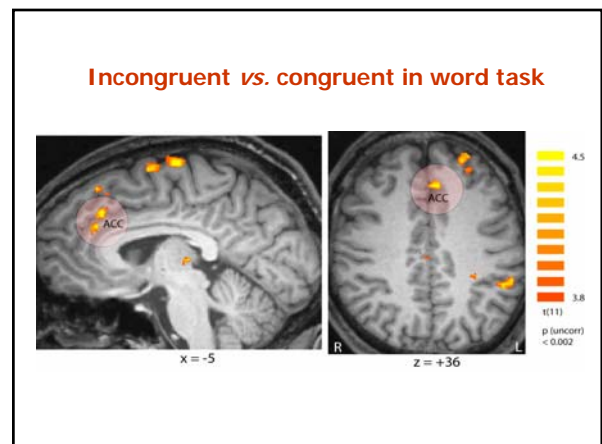 Incongruent vs. congruent in word task
ACC
x = -5
ACC
R
L
z = +36
4.5
3.8
t(11)
p (uncorr)
< 0.002